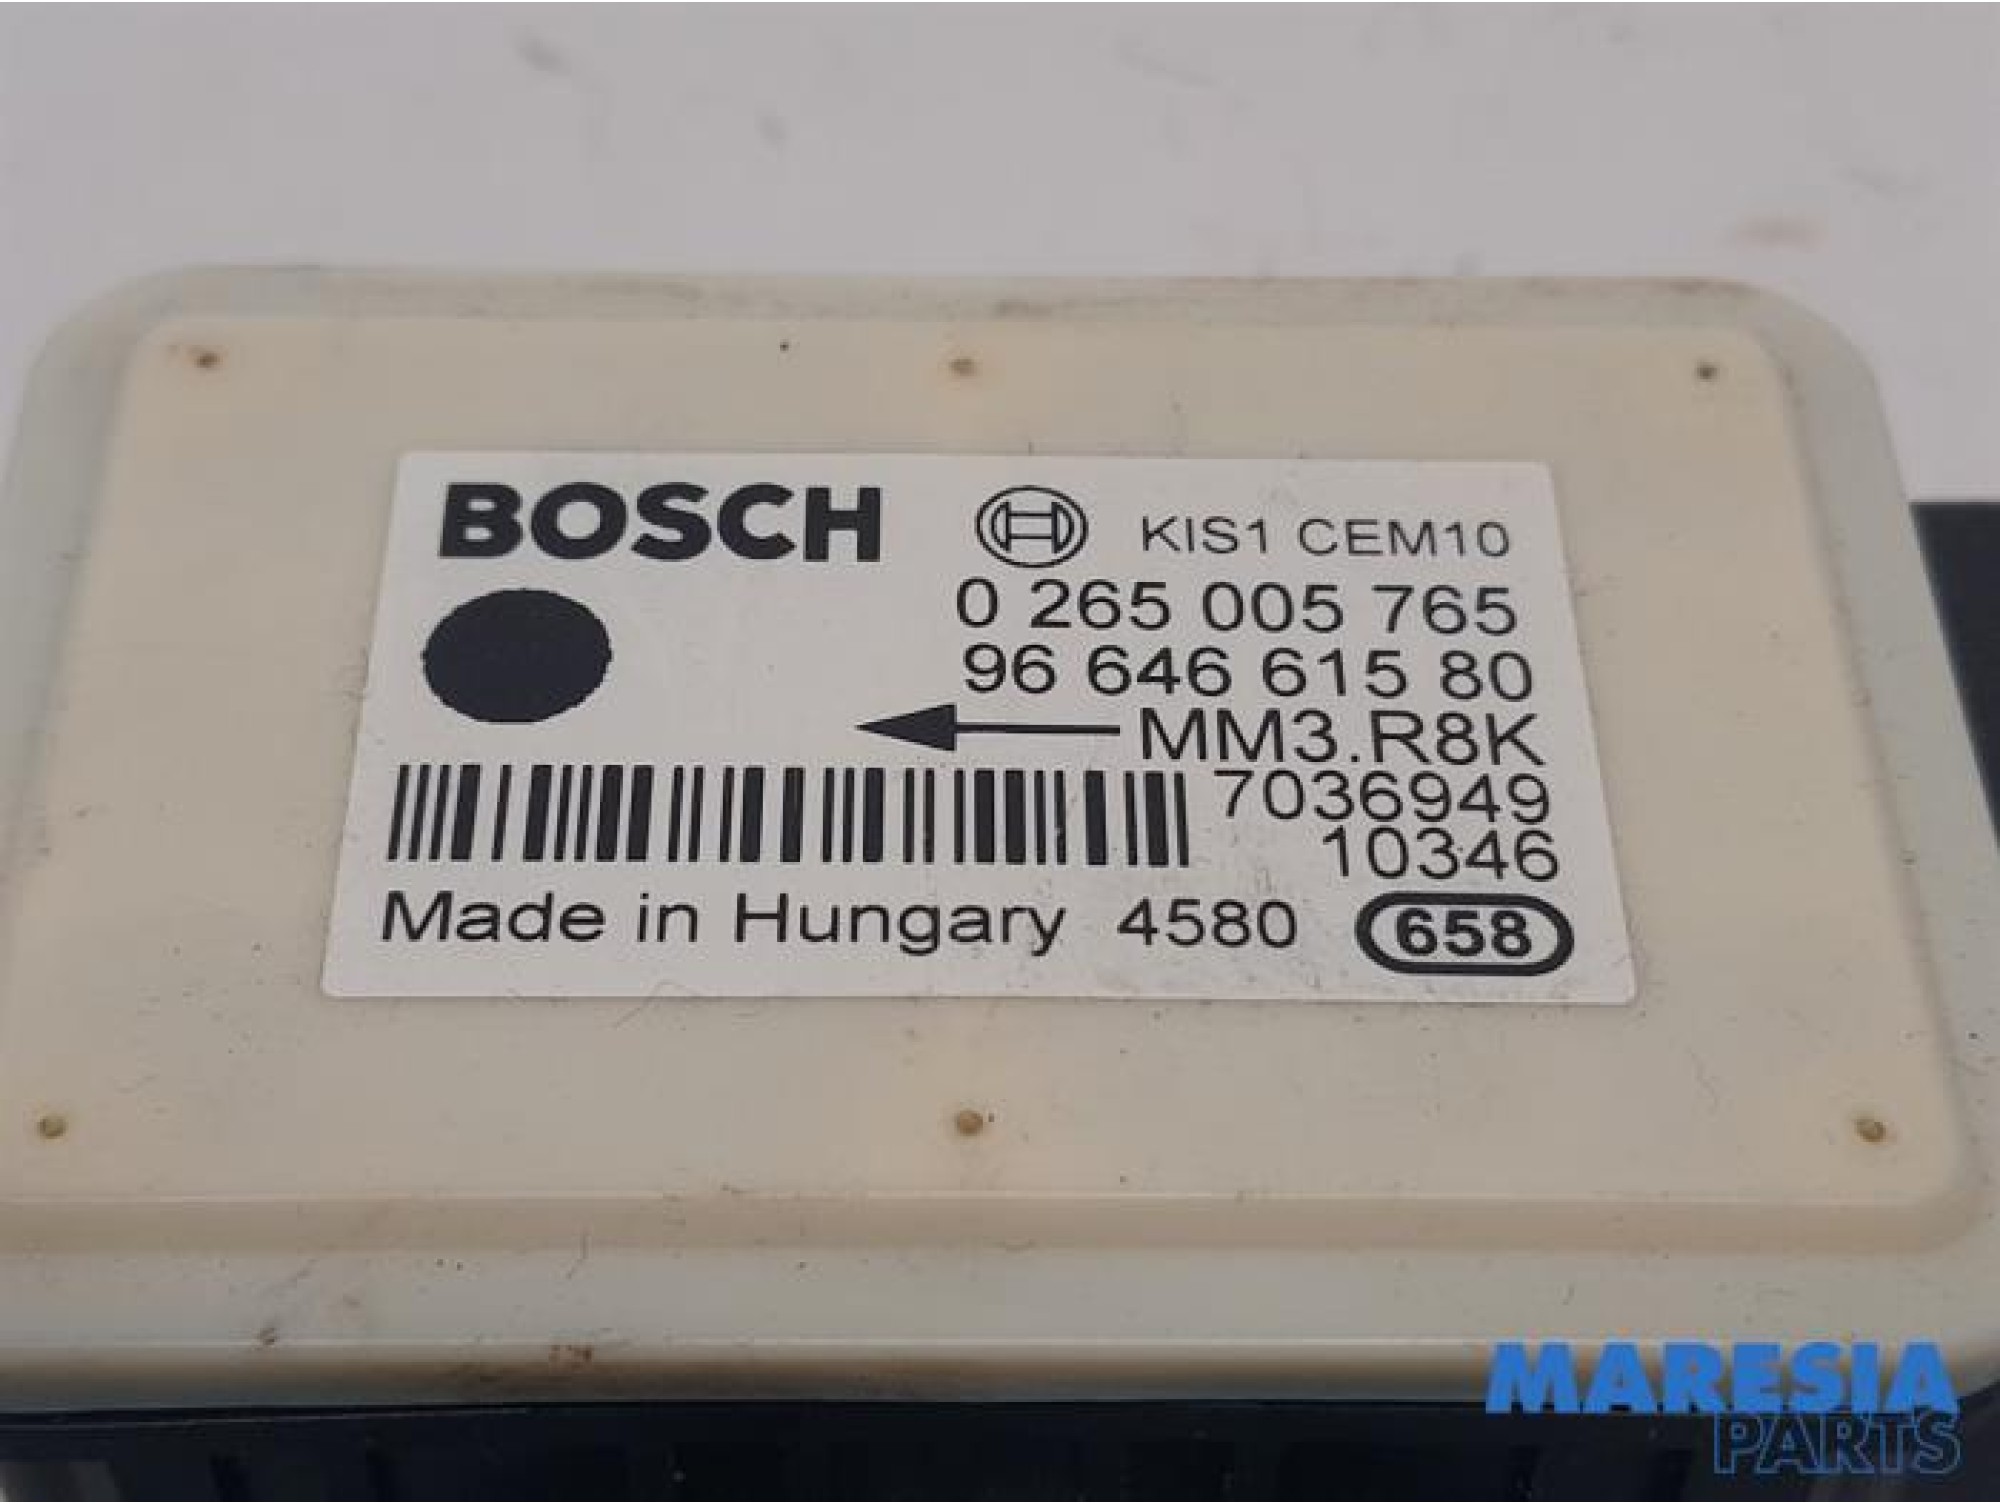 BOSCH KIS1 CEM10
0 265 005 765
96 646 615 80
MM3.R8K
7036949
10346
Made in Hungary 4580 658
MARESIA
PARTS